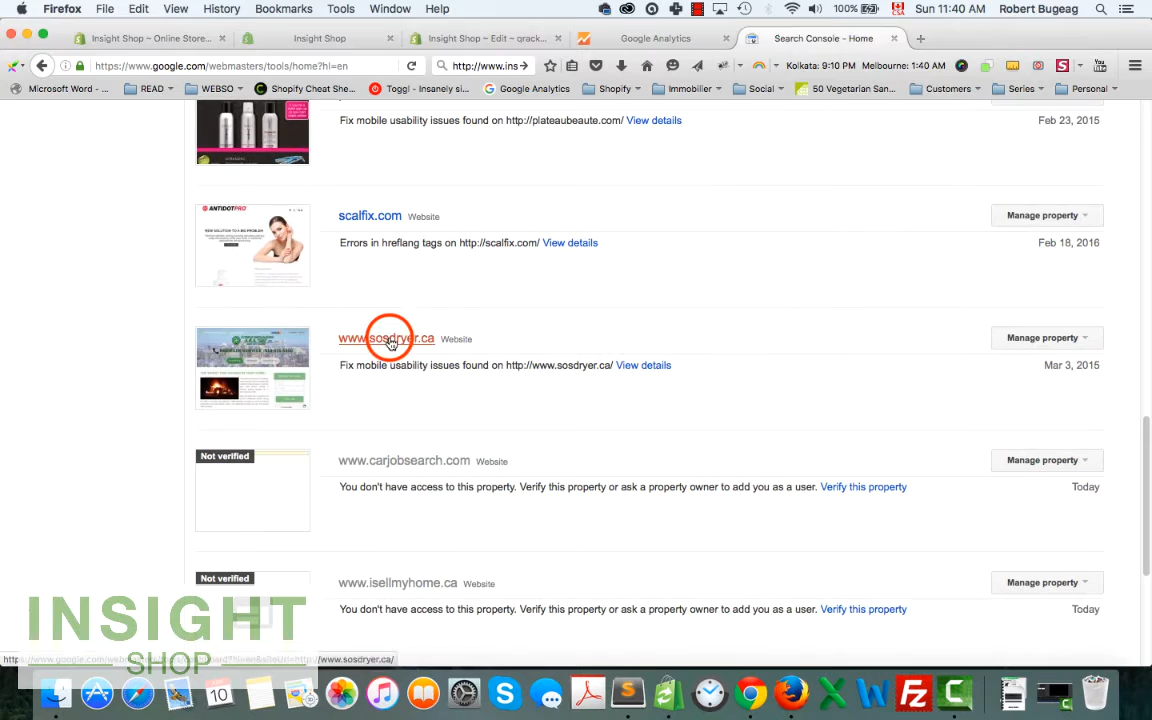 Firefox File Edit View History Bookmarks Tools Window Help 100% Sun 11:40 AM Robert Bugeag
Insight Shop ~ Online Store... × Insight Shop × Insight Shop ~ Edit ~ qrack... × Google Analytics × Search Console - Home × +
https://www.google.com/webmasters/tools/home?hl=en http://www.ins Kolkata: 9:10 PM Melbourne: 1:40 AM
Microsoft Word - ... READ WEBSO Shopify Cheat She... Toggl - Insanely si... Google Analytics Shopify Immobilier Social 50 Vegetarian San... Customers Series Personal
Fix mobile usability issues found on http://plateaubeaute.com/ View details Feb 23, 2015
ANTIDOTPRO
scalfix.com Website Manage property
Errors in hreflang tags on http://scalfix.com/ View details Feb 18, 2016
www.sosdryer.ca Website Manage property
Fix mobile usability issues found on http://www.sosdryer.ca/ View details Mar 3, 2015
Not verified
www.carjobsearch.com Website Manage property
You don't have access to this property. Verify this property or ask a property owner to add you as a user. Verify this property Today
Not verified
www.isellmyhome.ca Website Manage property
You don't have access to this property. Verify this property or ask a property owner to add you as a user. Verify this property Today
INSIGHT
SHOP